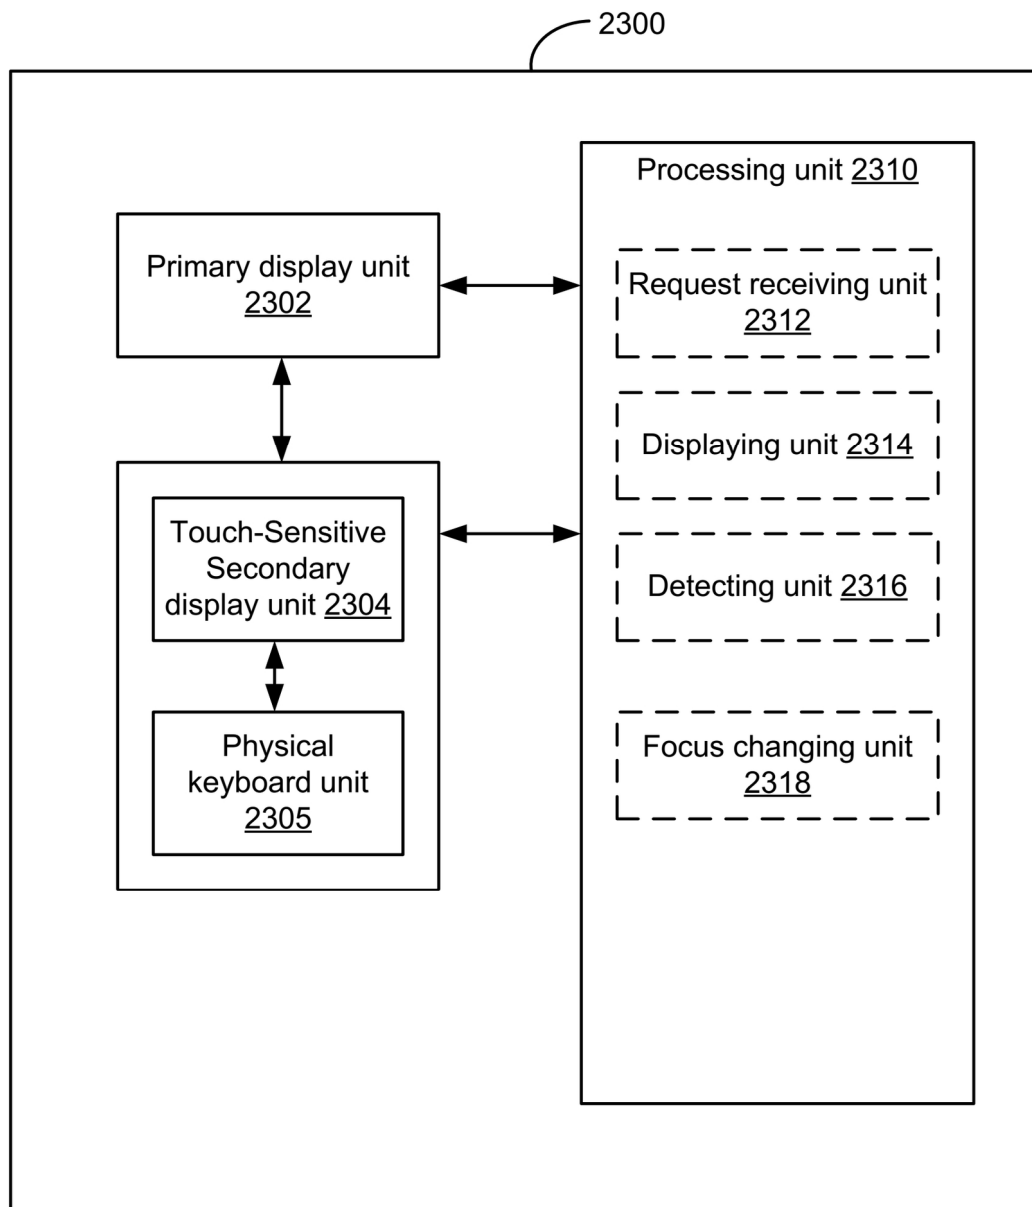 2300
Processing unit 2310
Primary display unit
2302
Request receiving unit
2312
Displaying unit 2314
Touch-Sensitive
Secondary
display unit 2304
Detecting unit 2316
Physical
keyboard unit
2305
Focus changing unit
2318